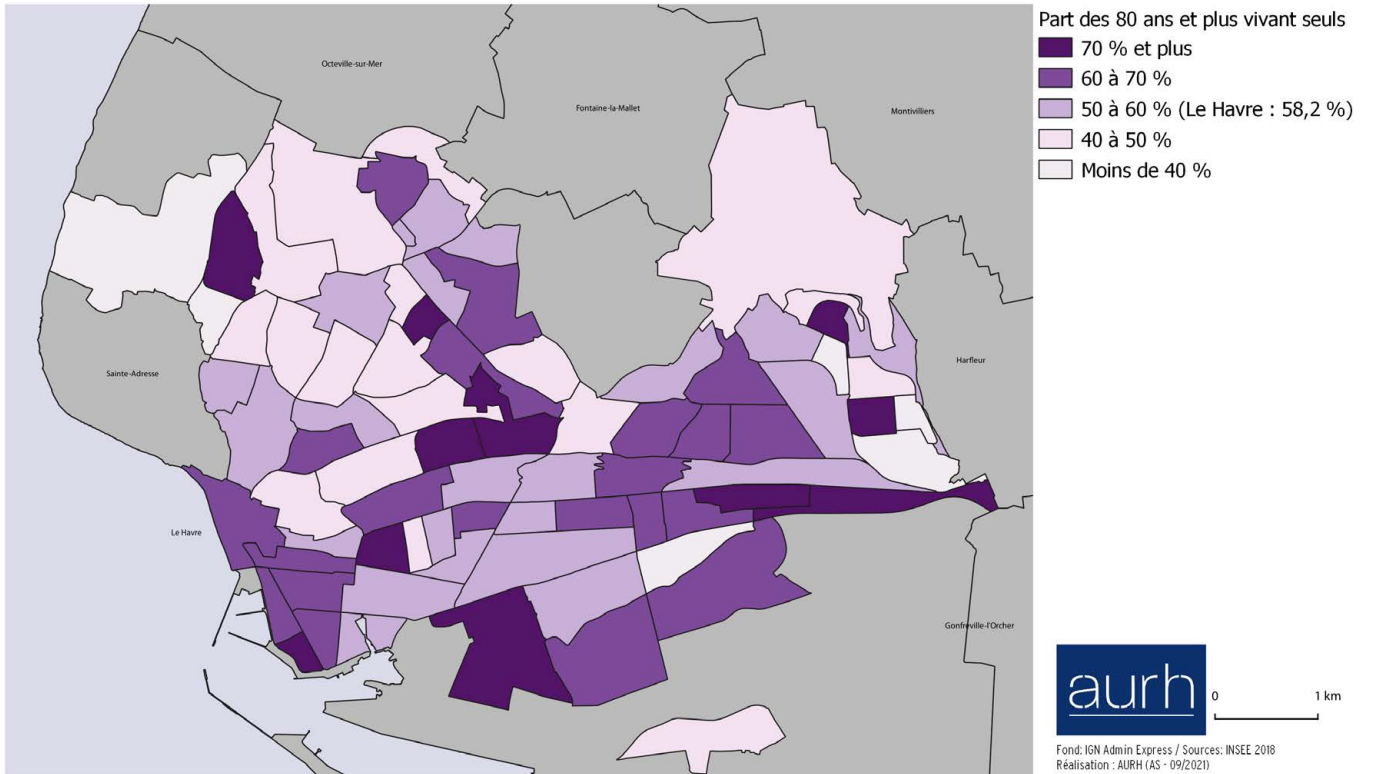 Part des 80 ans et plus vivant seuls
70 % et plus
60 à 70 %
50 à 60 % (Le Havre : 58,2 %)
40 à 50 %
Moins de 40 %
Octeville-sur-Mer
Fontaine-la-Mallet
Montivilliers
Harfleur
Sainte-Adresse
Le Havre
Gonfreville-l'Orcher
aurh
0 1 km
Fond: IGN Admin Express / Sources: INSEE 2018
Réalisation : AURH (AS - 09/2021)